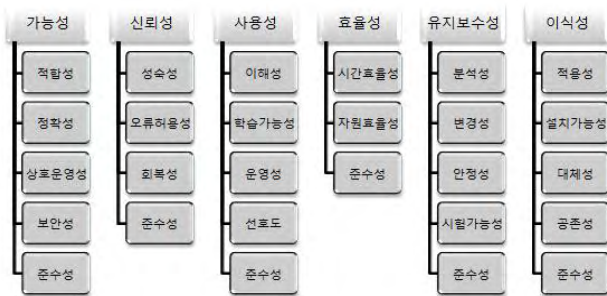 가능성
적합성
정확성
상호운영성
보안성
준수성
신뢰성
성숙성
오류허용성
회복성
준수성
사용성
이해성
학습가능성
운영성
선호도
준수성
효율성
시간효율성
자원효율성
준수성
유지보수성
분석성
변경성
안정성
시험가능성
준수성
이식성
적용성
설치가능성
대체성
공존성
준수성